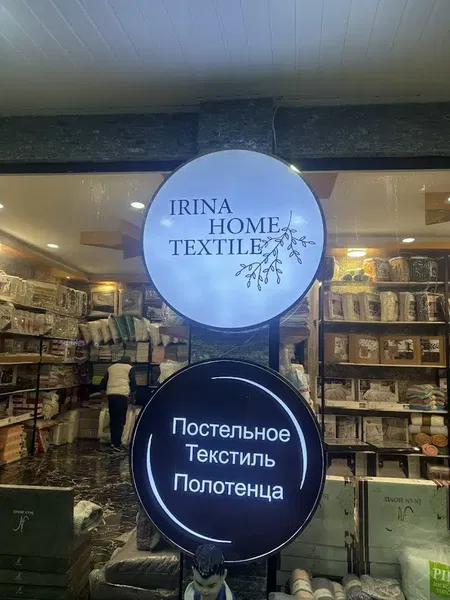 IRINA
HOME
TEXTILE
Постельное
Текстиль
Полотенца